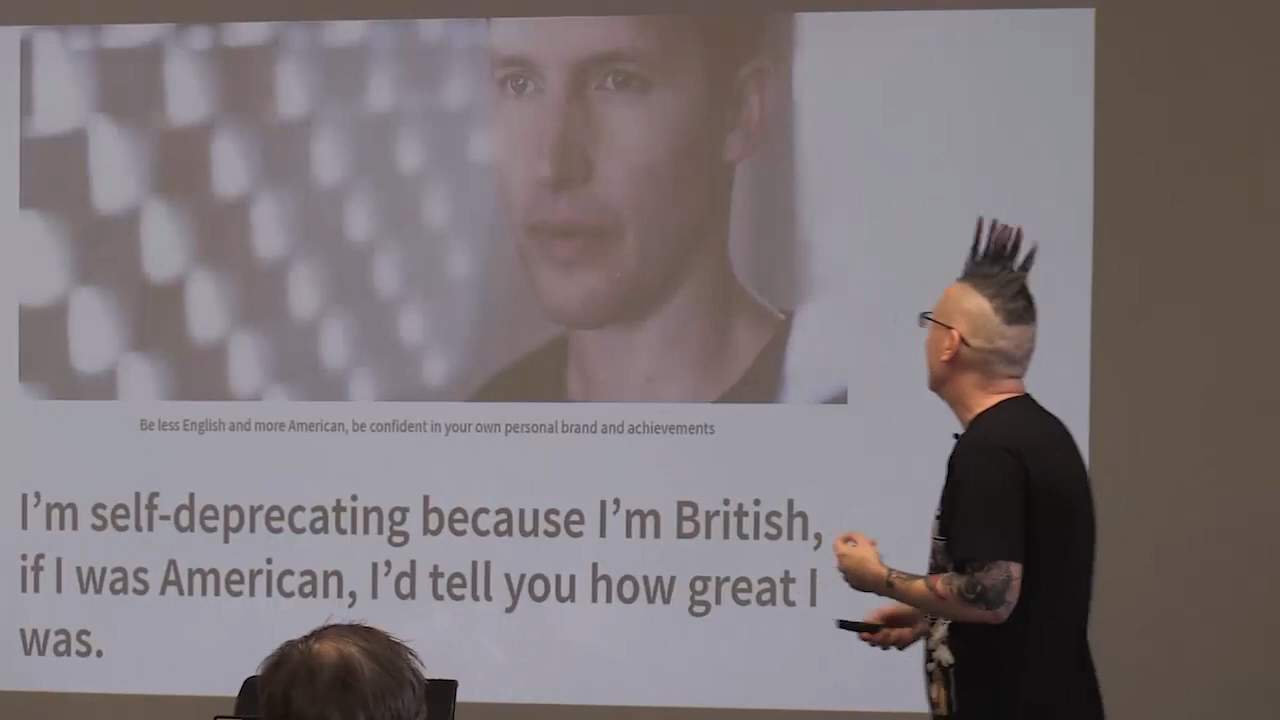 Be less English and more American, be confident in your own personal brand and achievements
I'm self-deprecating because I'm British,
if I was American, I'd tell you how great I
was.